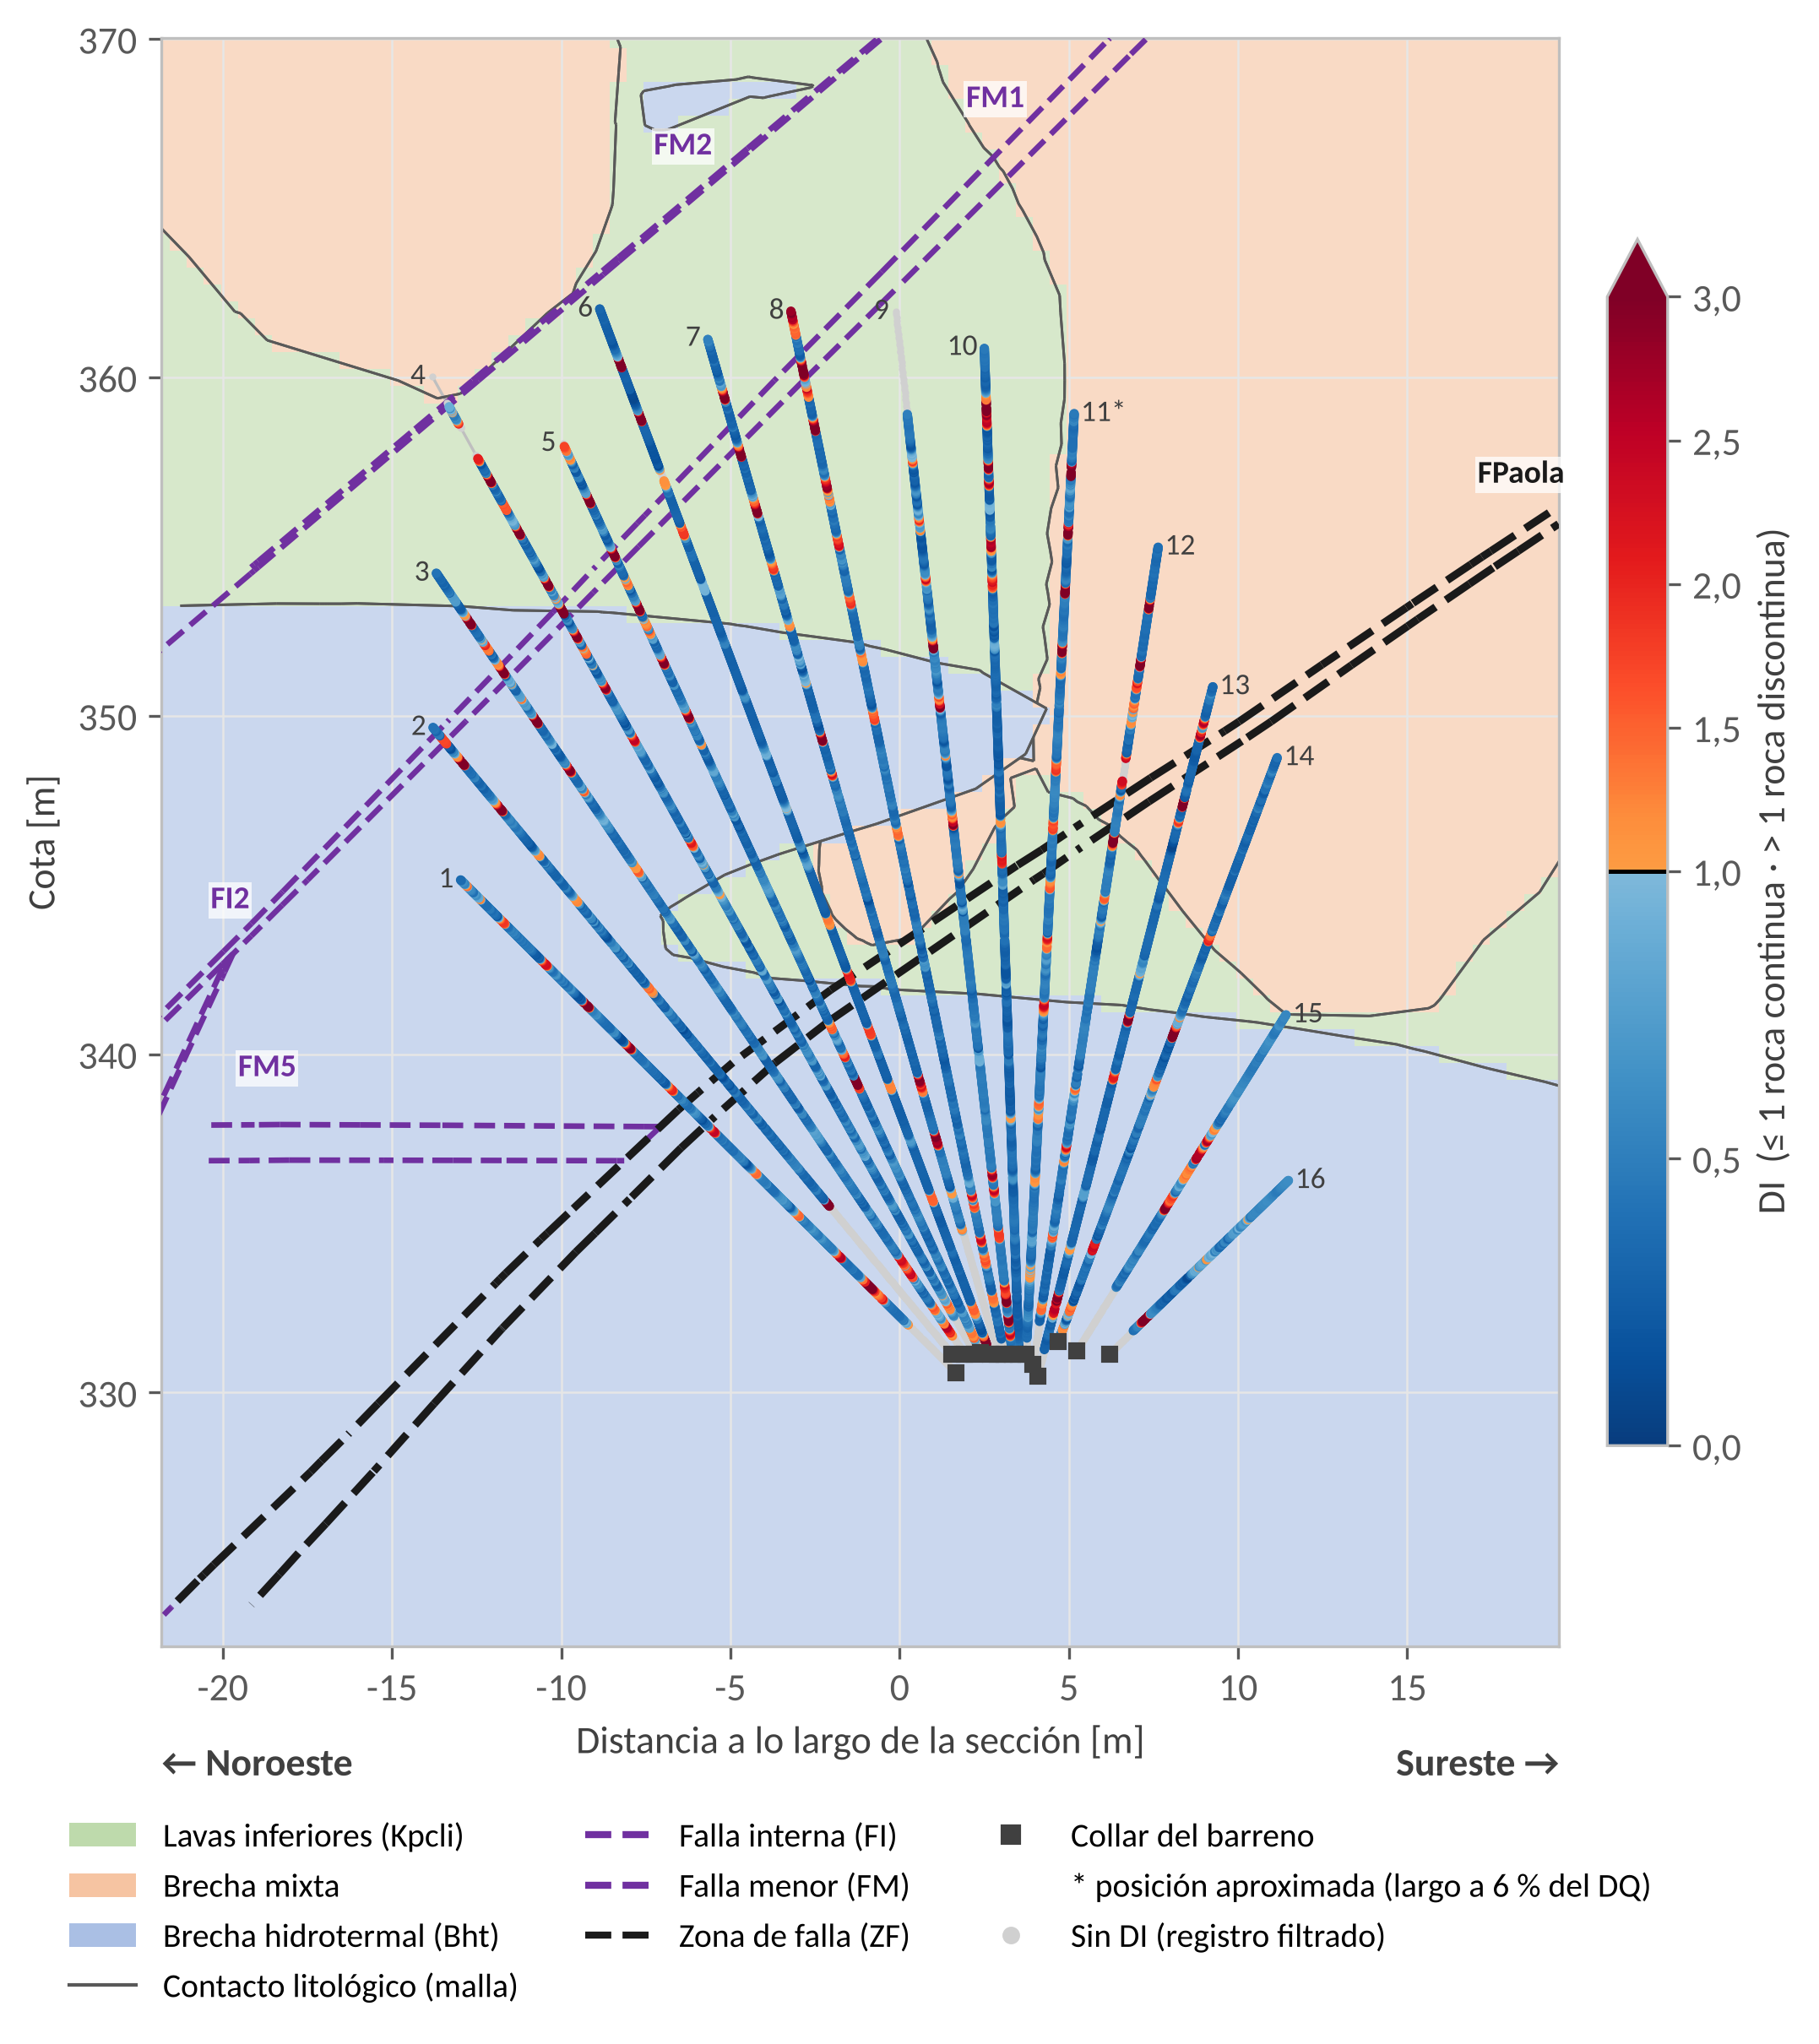 370
360
350
340
330
Cota [m]
FM1
FM2
6
7
8
9
10
4
11*
5
FPaola
12
3
13
2
14
1
FI2
15
FM5
16
-20
-15
-10
-5
0
5
10
15
Distancia a lo largo de la sección [m]
← Noroeste
Sureste →
3,0
2,5
2,0
1,5
1,0
0,5
0,0
DI (≤ 1 roca continua · > 1 roca discontinua)
Lavas inferiores (Kpcli)
Brecha mixta
Brecha hidrotermal (Bht)
Contacto litológico (malla)
Falla interna (FI)
Falla menor (FM)
Zona de falla (ZF)
Collar del barreno
* posición aproximada (largo a 6 % del DQ)
Sin DI (registro filtrado)